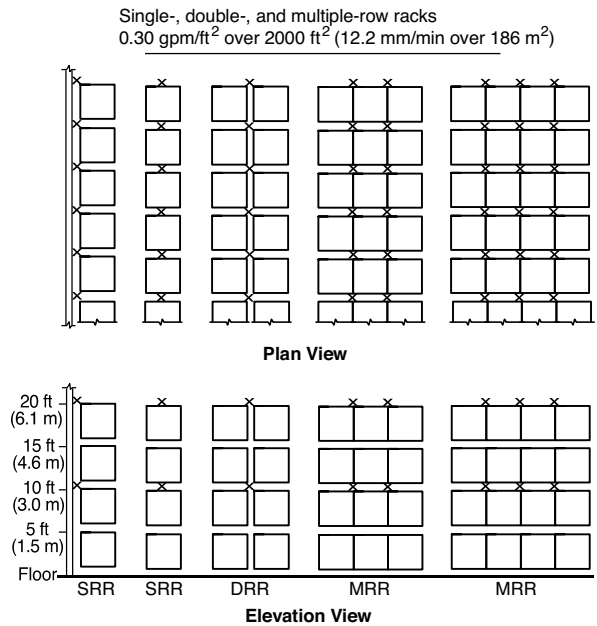 Single-, double-, and multiple-row racks
0.30 gpm/ft² over 2000 ft² (12.2 mm/min over 186 m²)
Plan View
20 ft
(6.1 m)
15 ft
(4.6 m)
10 ft
(3.0 m)
5 ft
(1.5 m)
Floor
SRR SRR DRR MRR MRR
Elevation View